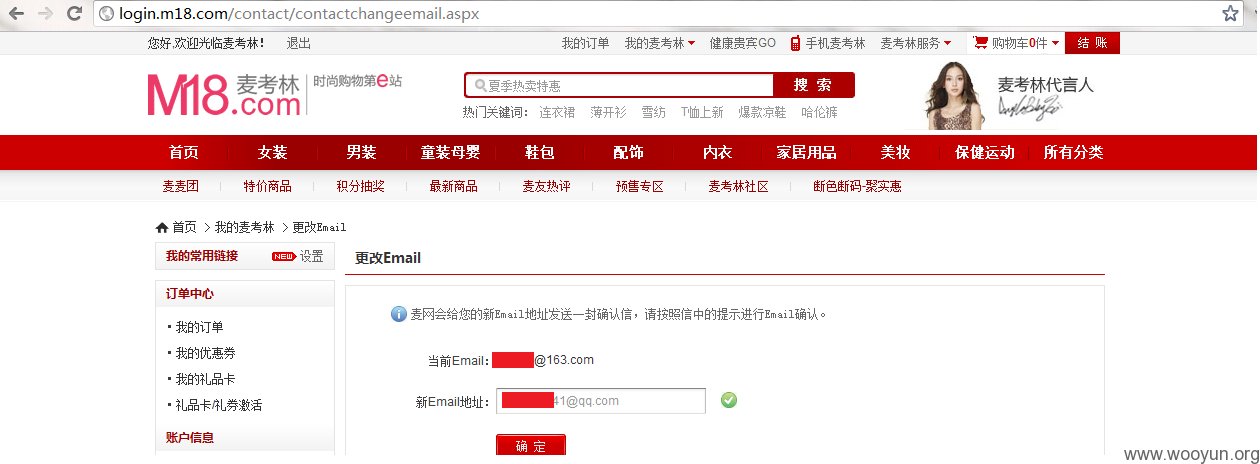 login.m18.com/contact/contactchangeemail.aspx
您好,欢迎光临麦考林! 退出 我的订单 我的麦考林 健康贵宾GO 手机麦考林 麦考林服务 购物车0件 结 账
M18.com 麦考林 时尚购物第e站
夏季热卖特惠 搜 索
麦考林代言人
热门关键词: 连衣裙 薄开衫 雪纺 T恤上新 爆款凉鞋 哈伦裤
首页 女装 男装 童装母婴 鞋包 配饰 内衣 家居用品 美妆 保健运动 所有分类
麦麦团 特价商品 积分抽奖 最新商品 麦友热评 预售专区 麦考林社区 断色断码-聚实惠
首页 > 我的麦考林 > 更改Email
我的常用链接 NEW 设置
更改Email
订单中心
麦网会给您的新Email地址发送一封确认信，请按照信中的提示进行Email确认。
· 我的订单
· 我的优惠券
当前Email: @163.com
· 我的礼品卡
新Email地址: 41@qq.com
· 礼品卡/礼券激活
账户信息
确 定
www.wooyun.org